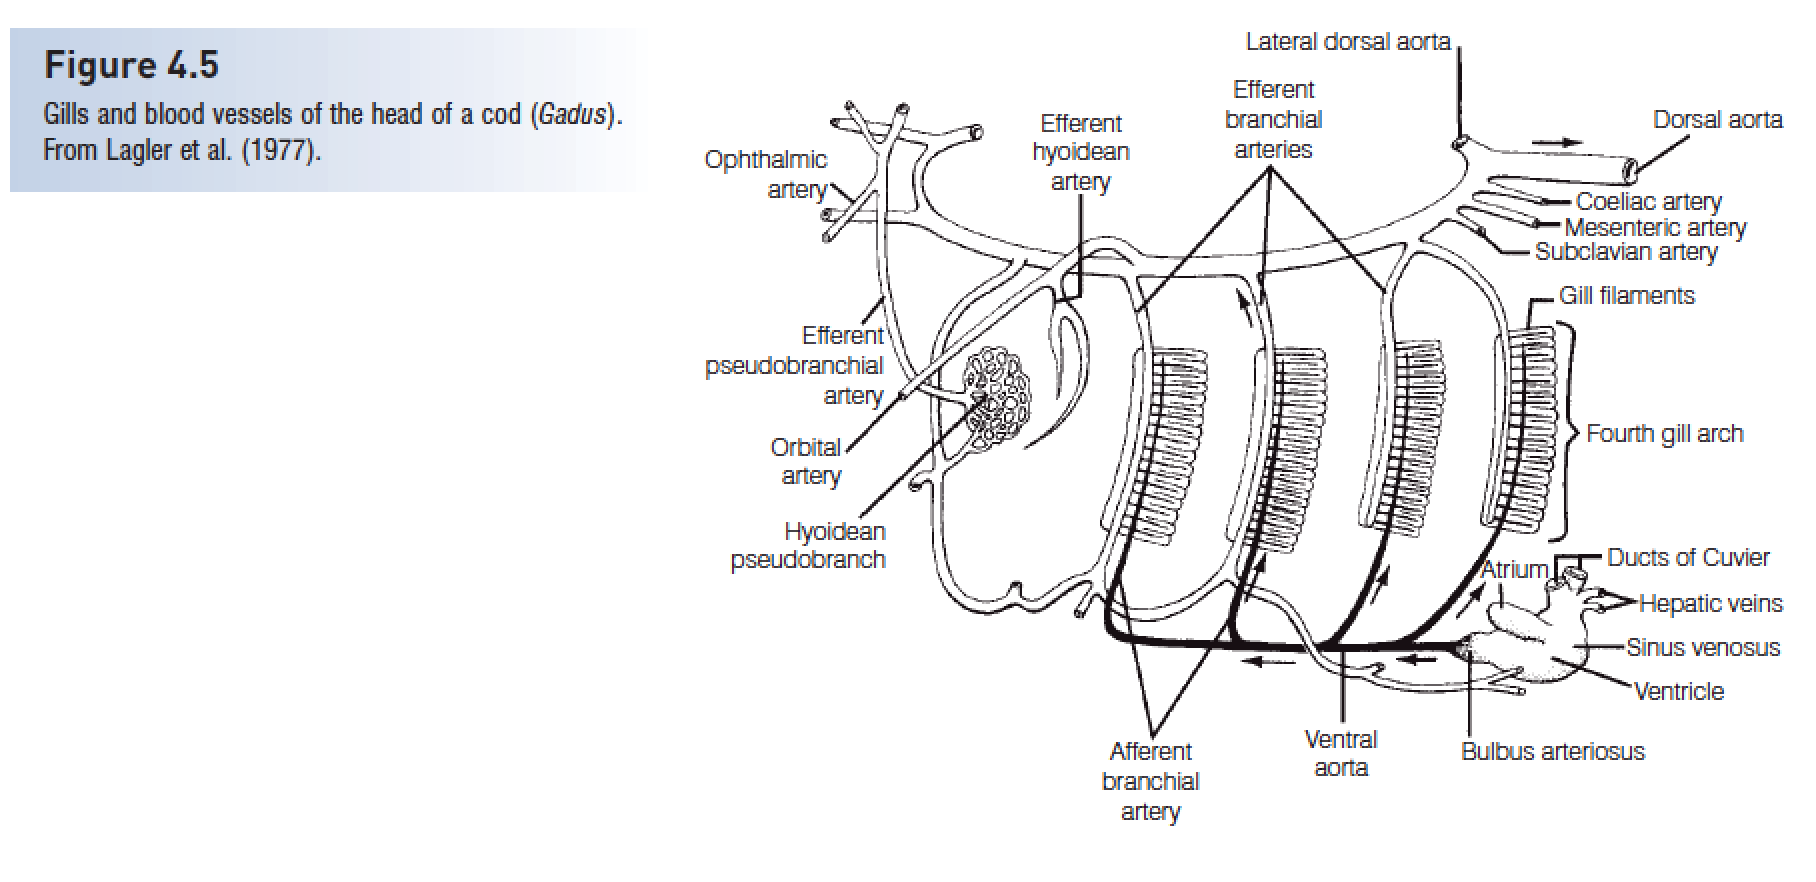 Figure 4.5
Gills and blood vessels of the head of a cod (Gadus).
From Lagler et al. (1977).
Lateral dorsal aorta
Efferent
branchial
arteries
Efferent
hyoidean
artery
Dorsal aorta
Ophthalmic
artery
Coeliac artery
Mesenteric artery
Subclavian artery
Gill filaments
Efferent
pseudobranchial
artery
Fourth gill arch
Orbital
artery
Hyoidean
pseudobranch
Atrium
Ducts of Cuvier
Hepatic veins
Sinus venosus
Ventricle
Afferent
branchial
artery
Ventral
aorta
Bulbus arteriosus